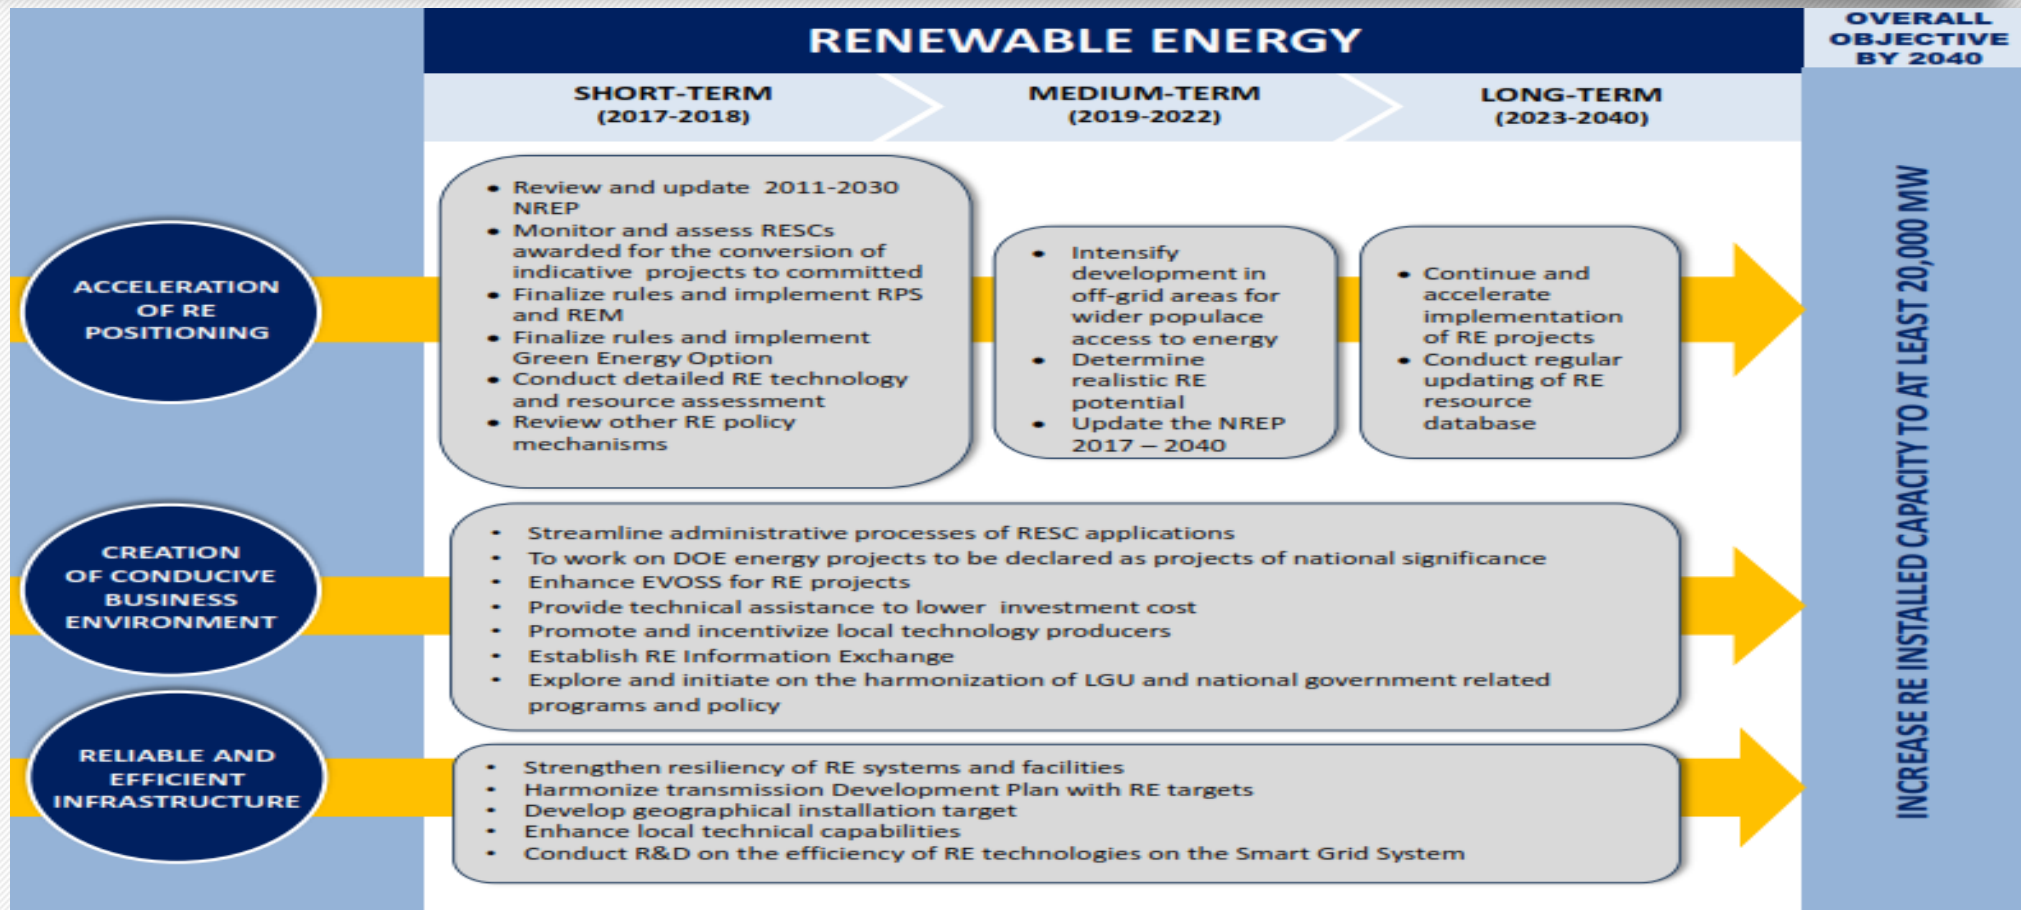 RENEWABLE ENERGY
OVERALL
OBJECTIVE
BY 2040
SHORT-TERM
(2017-2018)
MEDIUM-TERM
(2019-2022)
LONG-TERM
(2023-2040)
ACCELERATION
OF RE
POSITIONING
• Review and update 2011-2030
NREP
• Monitor and assess RESCs
awarded for the conversion of
indicative projects to committed
• Finalize rules and implement RPS
and REM
• Finalize rules and implement
Green Energy Option
• Conduct detailed RE technology
and resource assessment
• Review other RE policy
mechanisms
• Intensify
development in
off-grid areas for
wider populace
access to energy
• Determine
realistic RE
potential
• Update the NREP
2017 – 2040
• Continue and
accelerate
implementation
of RE projects
• Conduct regular
updating of RE
resource
database
CREATION
OF CONDUCIVE
BUSINESS
ENVIRONMENT
• Streamline administrative processes of RESC applications
• To work on DOE energy projects to be declared as projects of national significance
• Enhance EVOSS for RE projects
• Provide technical assistance to lower investment cost
• Promote and incentivize local technology producers
• Establish RE Information Exchange
• Explore and initiate on the harmonization of LGU and national government related
programs and policy
RELIABLE AND
EFFICIENT
INFRASTRUCTURE
• Strengthen resiliency of RE systems and facilities
• Harmonize transmission Development Plan with RE targets
• Develop geographical installation target
• Enhance local technical capabilities
• Conduct R&D on the efficiency of RE technologies on the Smart Grid System
INCREASE RE INSTALLED CAPACITY TO AT LEAST 20,000 MW